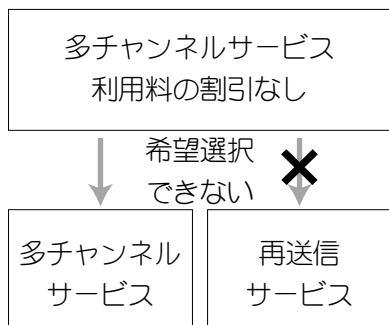 多チャンネルサービス
利用料の割引なし
希望選択
できない
多チャンネル
サービス
再送信
サービス